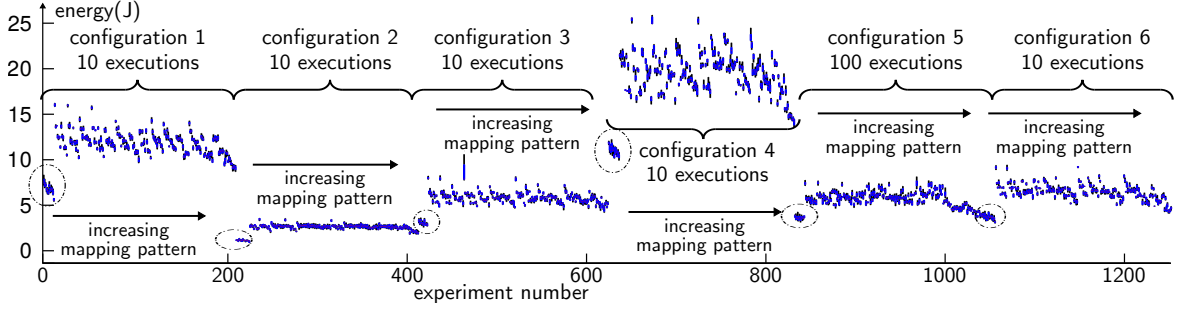 energy(J)
25
20
15
10
5
0
configuration 1
10 executions
configuration 2
10 executions
configuration 3
10 executions
configuration 5
100 executions
configuration 6
10 executions
increasing
mapping pattern
increasing
mapping pattern
increasing
mapping pattern
configuration 4
10 executions
increasing
mapping pattern
increasing
mapping pattern
increasing
mapping pattern
0
200
400
600
800
1000
1200
experiment number